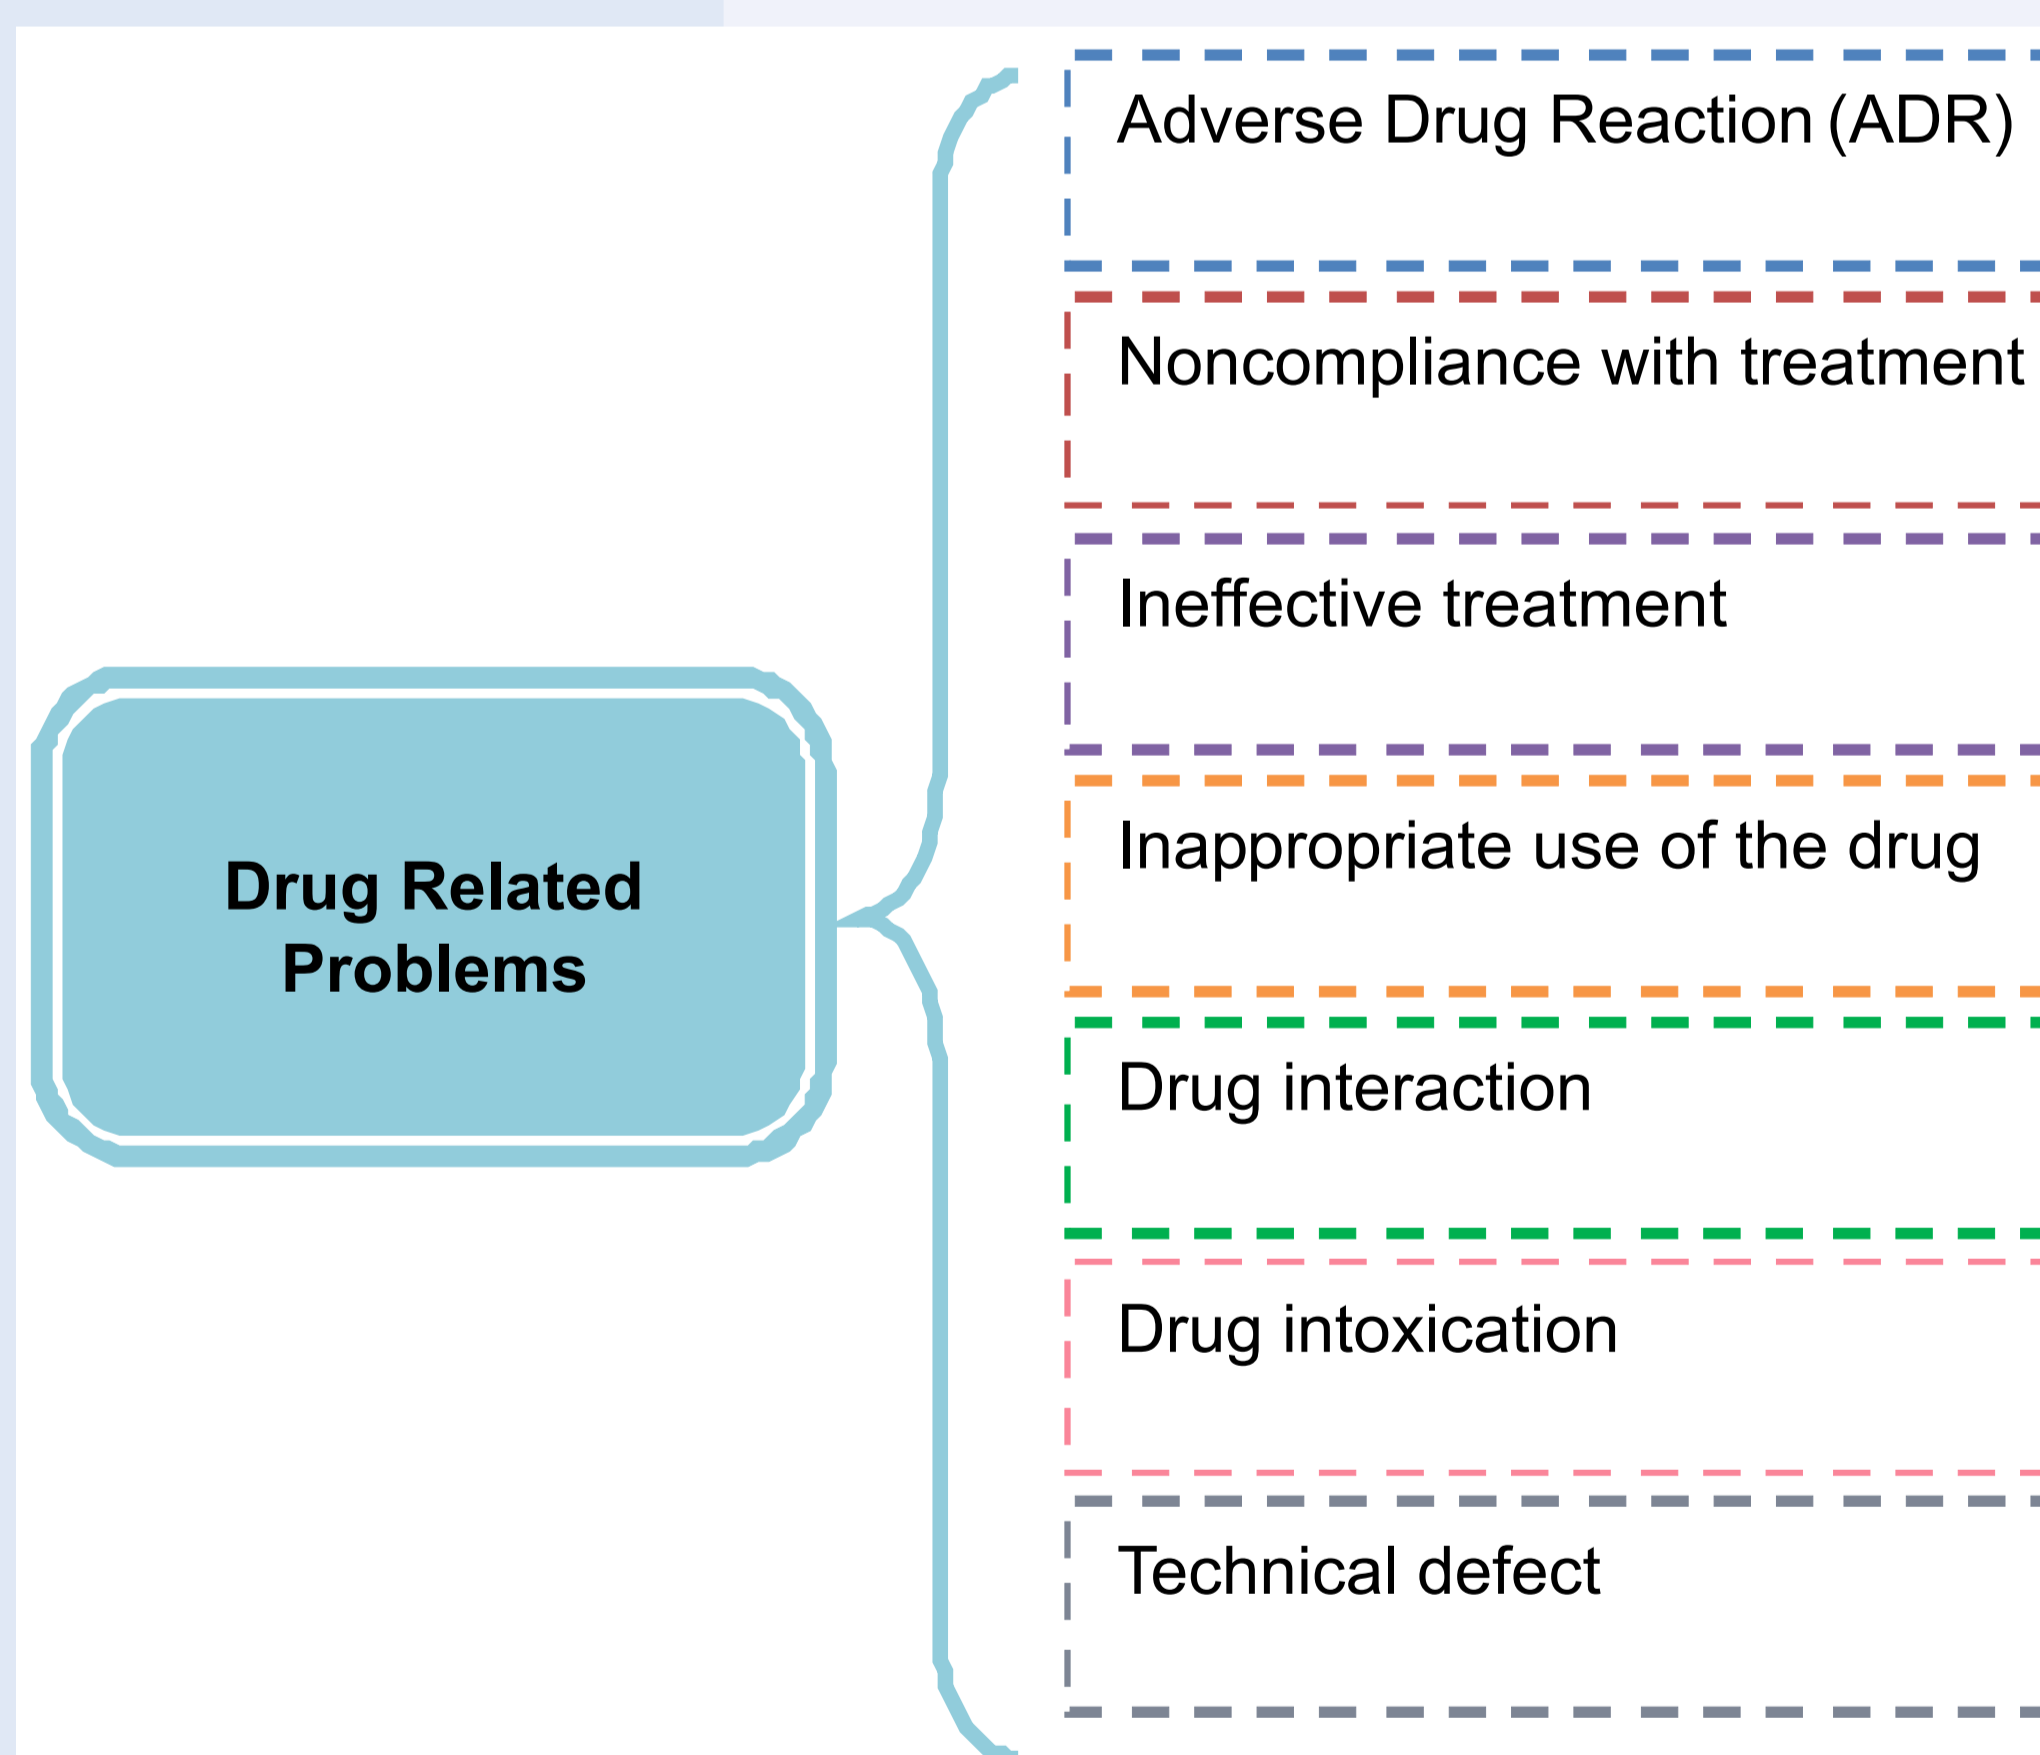 Drug Related
Problems
Adverse Drug Reaction (ADR)
Noncompliance with treatment
Ineffective treatment
Inappropriate use of the drug
Drug interaction
Drug intoxication
Technical defect